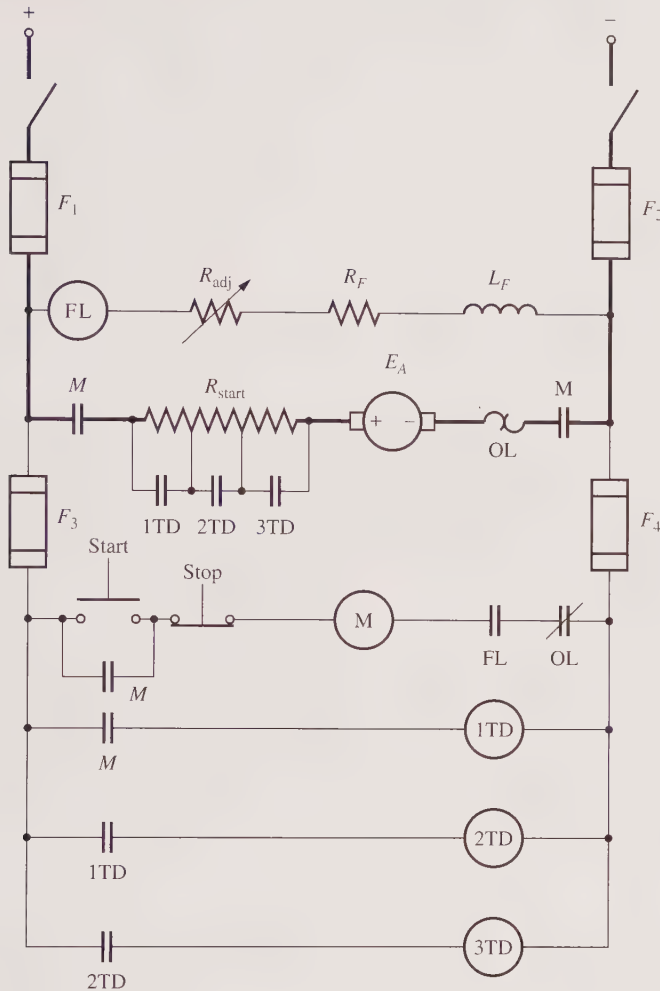 + −
F1 F2
Radj RF LF
FL
EA
M Rstart M
OL
1TD 2TD 3TD
F3 F4
Start
Stop
M
FL OL
M
1TD
M
2TD
1TD
3TD
2TD